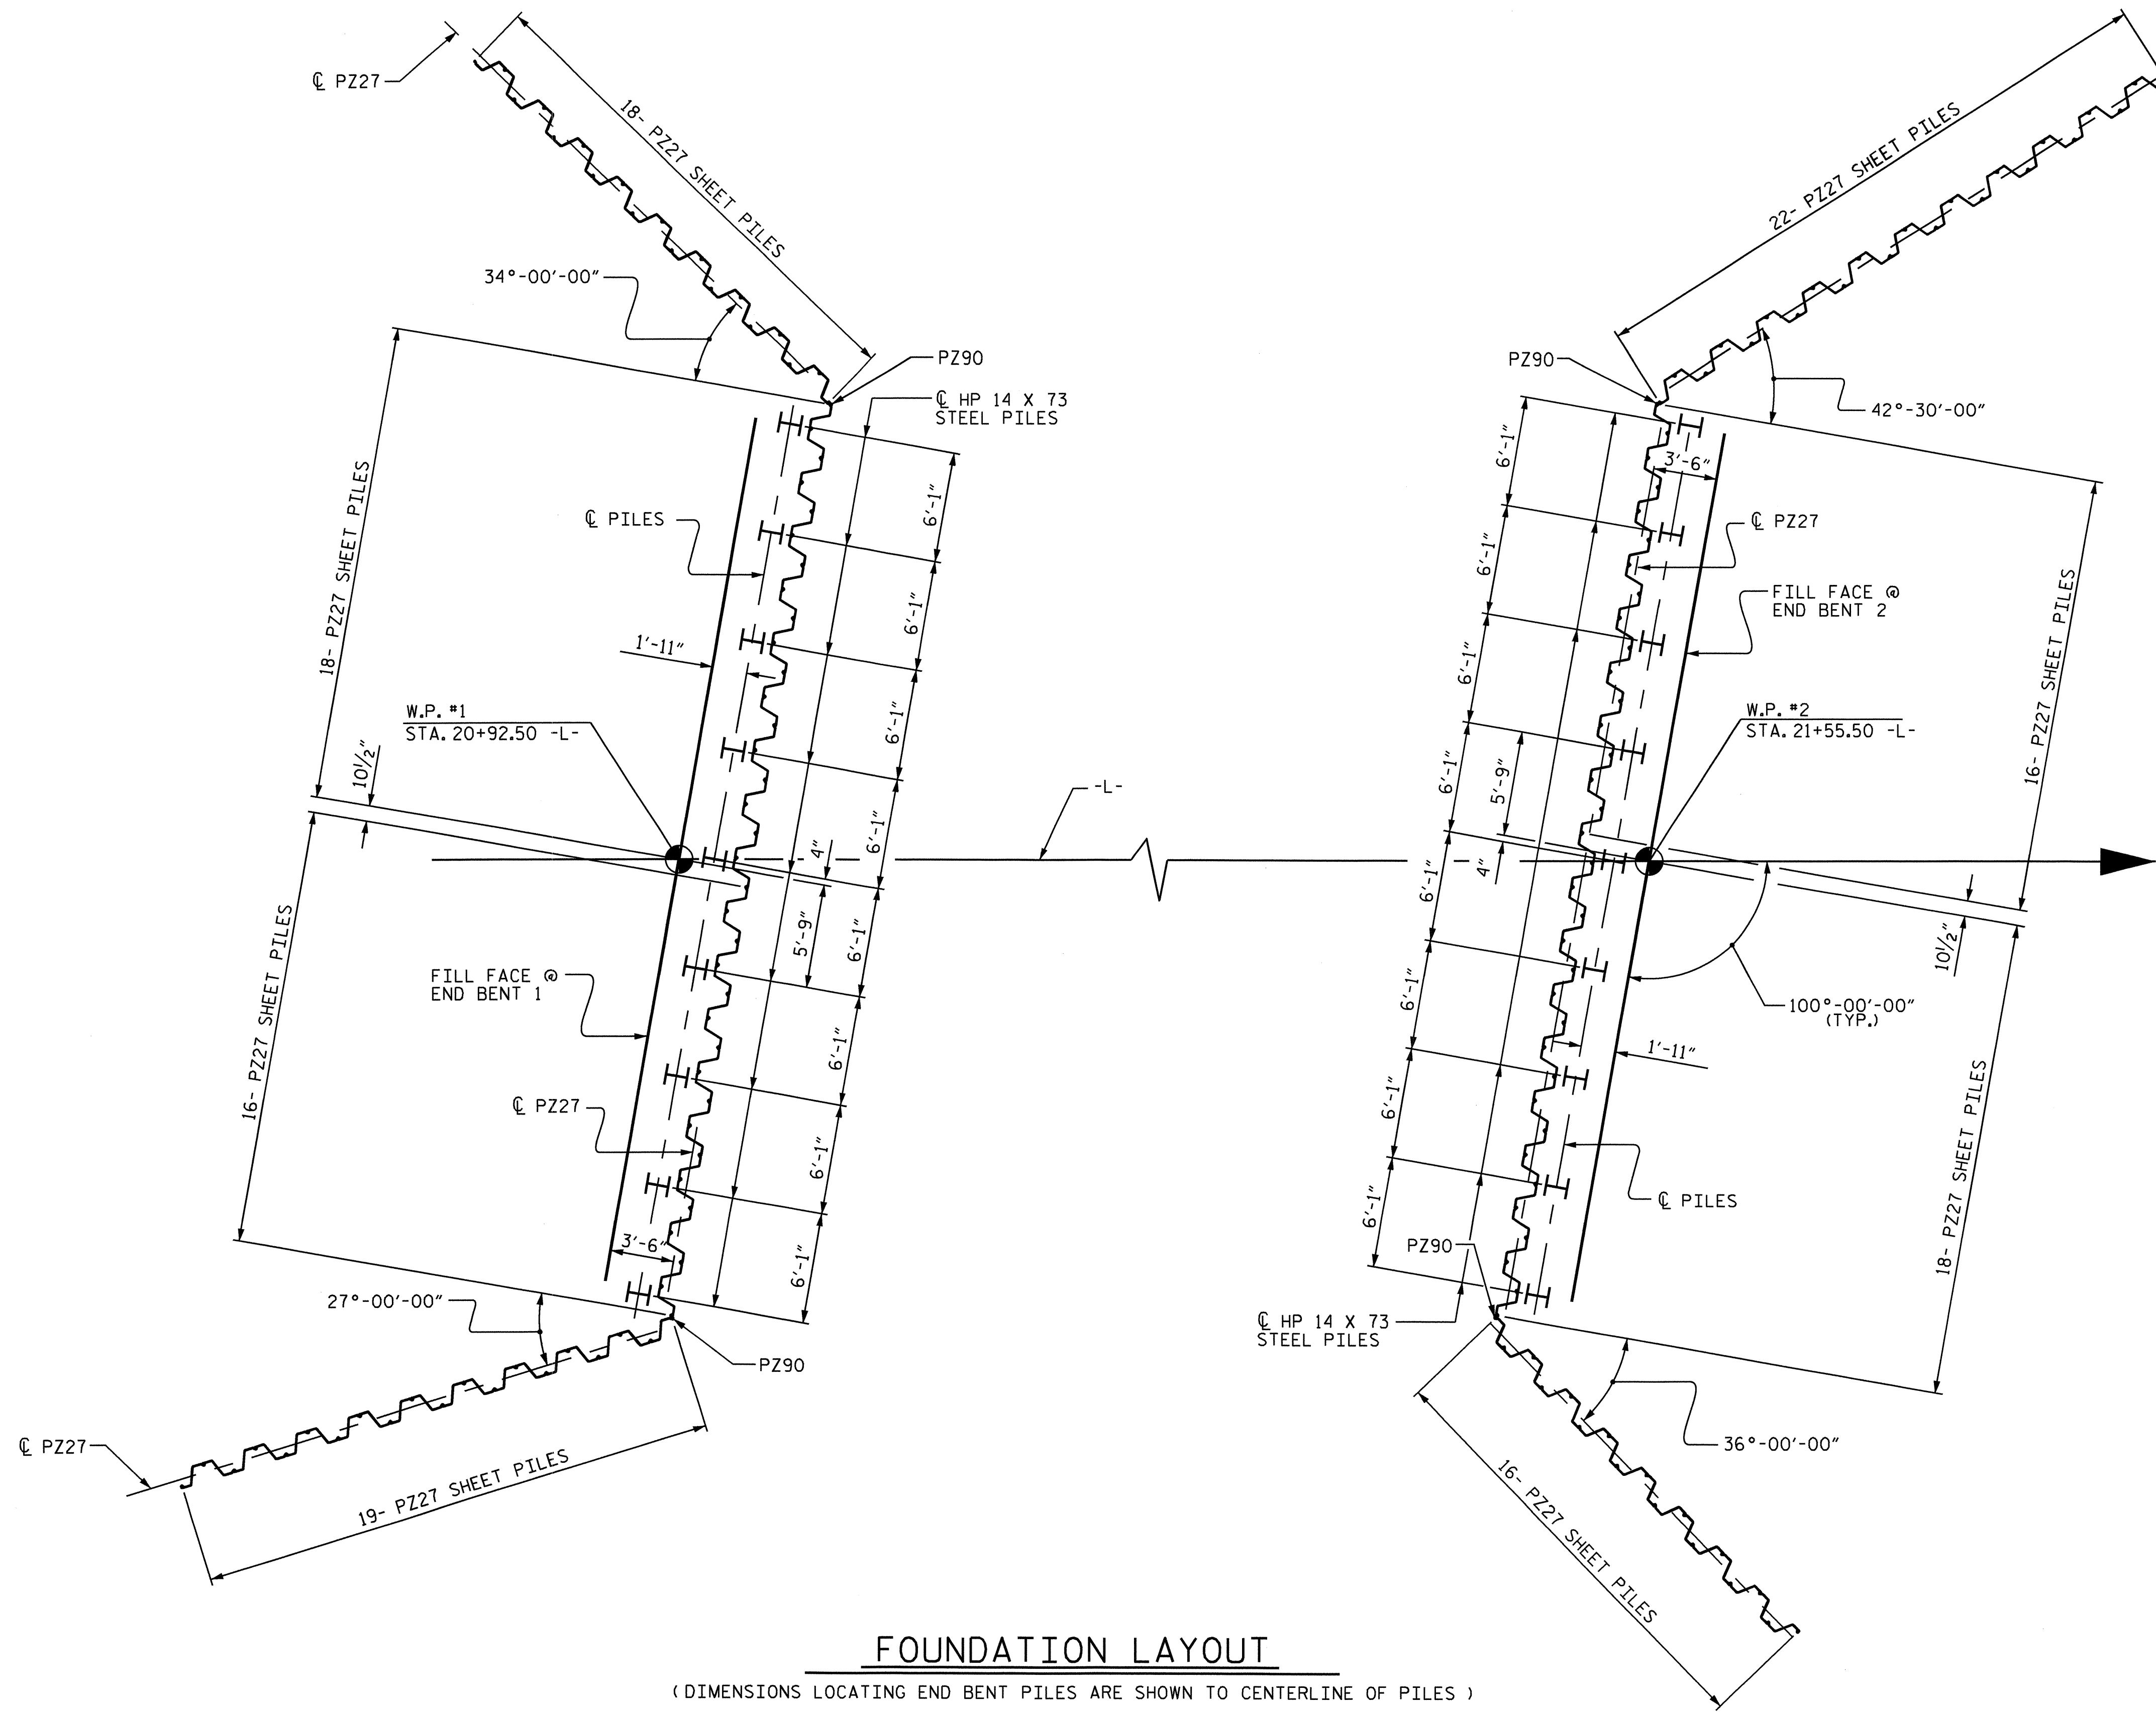 ℄ PZ27
18- PZ27 SHEET PILES
34°-00'-00"
PZ90
℄ HP 14 X 73
STEEL PILES
18- PZ27 SHEET PILES
℄ PILES
1'-11"
6'-1"
6'-1"
6'-1"
6'-1"
6'-1"
6'-1"
6'-1"
6'-1"
W.P. #1
STA. 20+92.50 -L-
10½"
4"
5'-9"
16- PZ27 SHEET PILES
FILL FACE @
END BENT 1
℄ PZ27
3'-6"
27°-00'-00"
PZ90
℄ PZ27
19- PZ27 SHEET PILES
-L-
22- PZ27 SHEET PILES
PZ90
42°-30'-00"
6'-1"
6'-1"
6'-1"
6'-1"
6'-1"
6'-1"
6'-1"
6'-1"
3'-6"
℄ PZ27
FILL FACE @
END BENT 2
16- PZ27 SHEET PILES
W.P. #2
STA. 21+55.50 -L-
5'-9"
4"
10½"
100°-00'-00"
(TYP.)
1'-11"
18- PZ27 SHEET PILES
℄ PILES
PZ90
℄ HP 14 X 73
STEEL PILES
36°-00'-00"
16- PZ27 SHEET PILES
FOUNDATION LAYOUT
( DIMENSIONS LOCATING END BENT PILES ARE SHOWN TO CENTERLINE OF PILES )